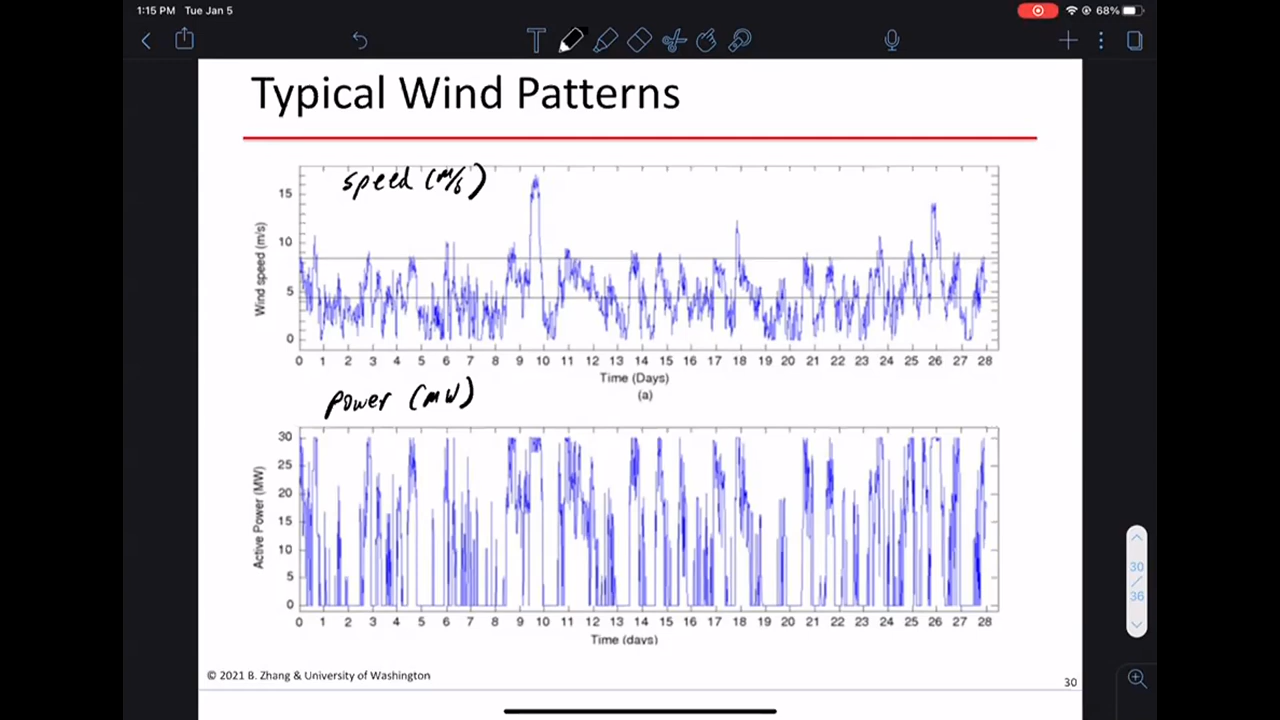 1:15 PM Tue Jan 5
68%
T
Typical Wind Patterns
speed (m/s)
Wind speed (m/s)
15
10
5
0
0 1 2 3 4 5 6 7 8 9 10 11 12 13 14 15 16 17 18 19 20 21 22 23 24 25 26 27 28
Time (Days)
(a)
Power (MW)
Active Power (MW)
30
25
20
15
10
5
0
0 1 2 3 4 5 6 7 8 9 10 11 12 13 14 15 16 17 18 19 20 21 22 23 24 25 26 27 28
Time (days)
30
/
36
© 2021 B. Zhang & University of Washington
30